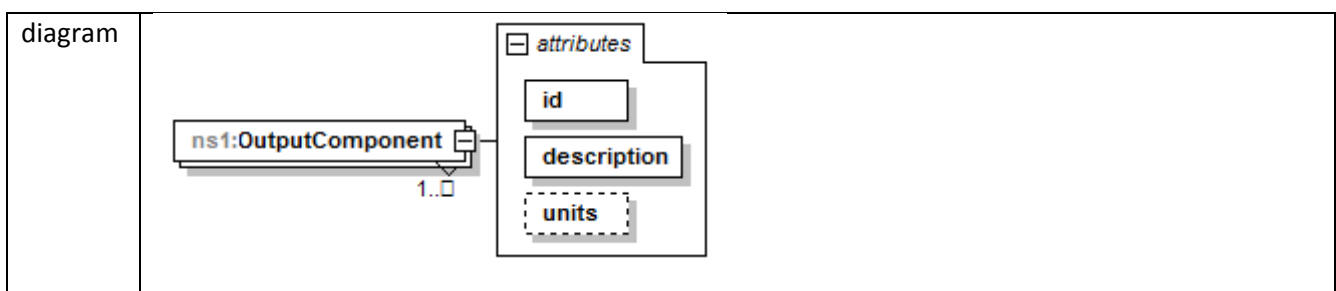 diagram
attributes
id
ns1:OutputComponent
description
1..□
units